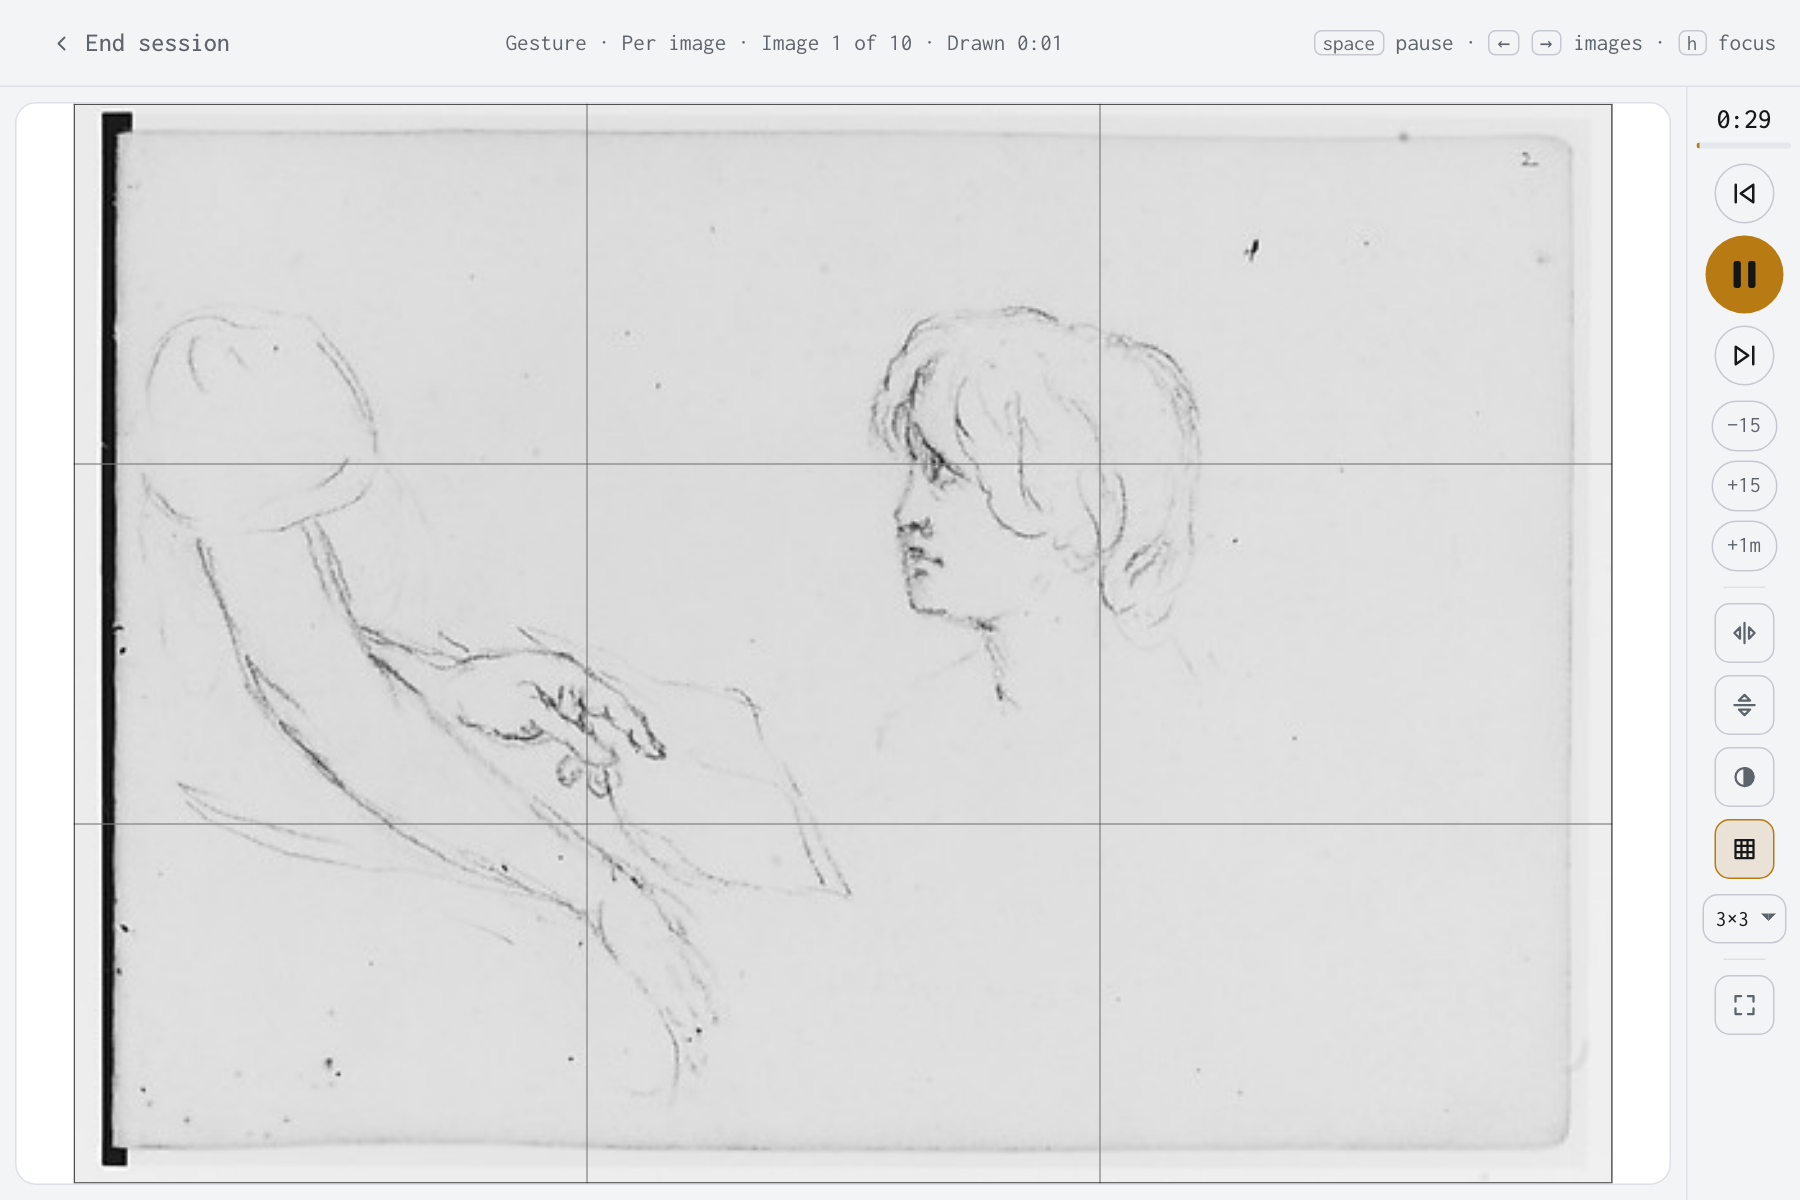 End session
Gesture · Per image · Image 1 of 10 · Drawn 0:01
space pause · ← → images · h focus
0:29
2
−15
+15
+1m
3×3